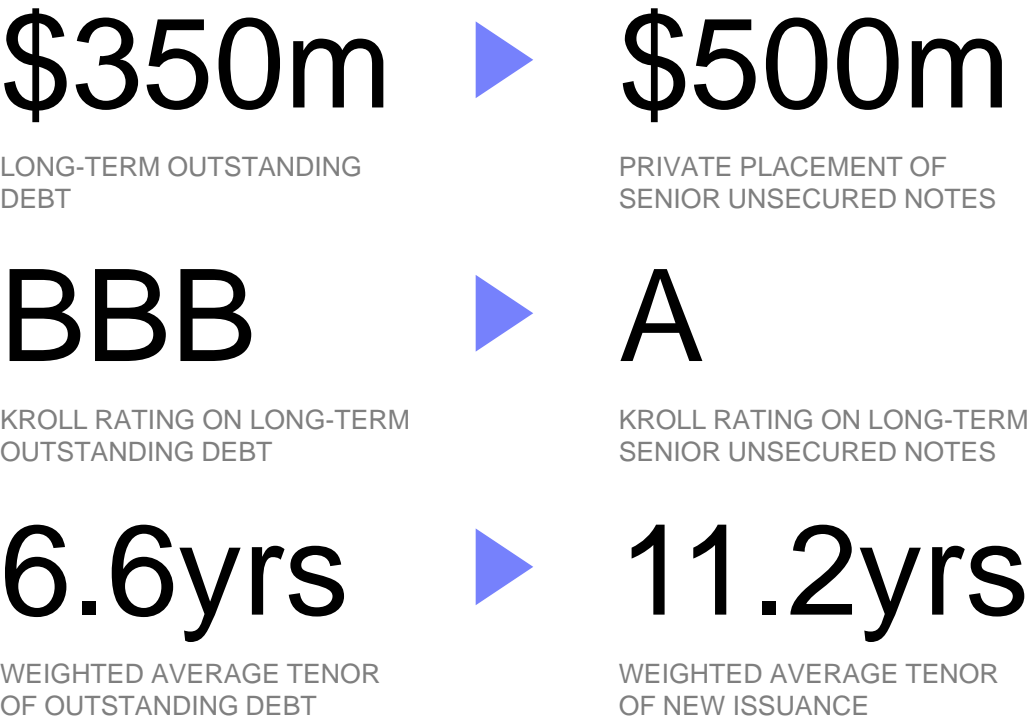 $350m
$500m
LONG-TERM OUTSTANDING
DEBT
PRIVATE PLACEMENT OF
SENIOR UNSECURED NOTES
BBB
A
KROLL RATING ON LONG-TERM
OUTSTANDING DEBT
KROLL RATING ON LONG-TERM
SENIOR UNSECURED NOTES
6.6yrs
11.2yrs
WEIGHTED AVERAGE TENOR
OF OUTSTANDING DEBT
WEIGHTED AVERAGE TENOR
OF NEW ISSUANCE